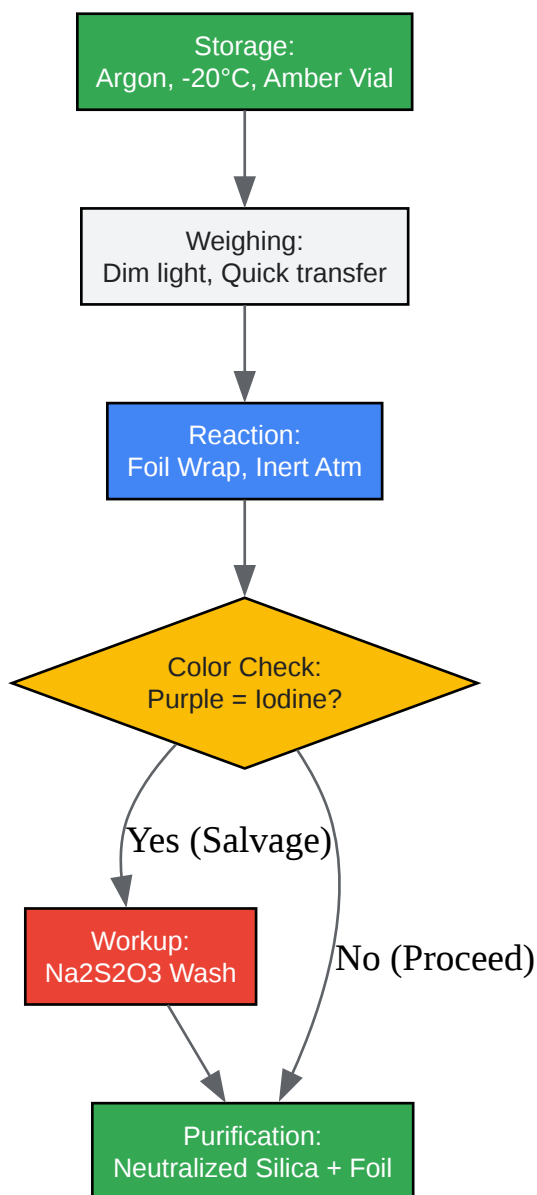 Storage:
Argon, -20°C, Amber Vial
Weighing:
Dim light, Quick transfer
Reaction:
Foil Wrap, Inert Atm
Color Check:
Purple = Iodine?
Yes (Salvage)
No (Proceed)
Workup:
Na2S2O3 Wash
Purification:
Neutralized Silica + Foil